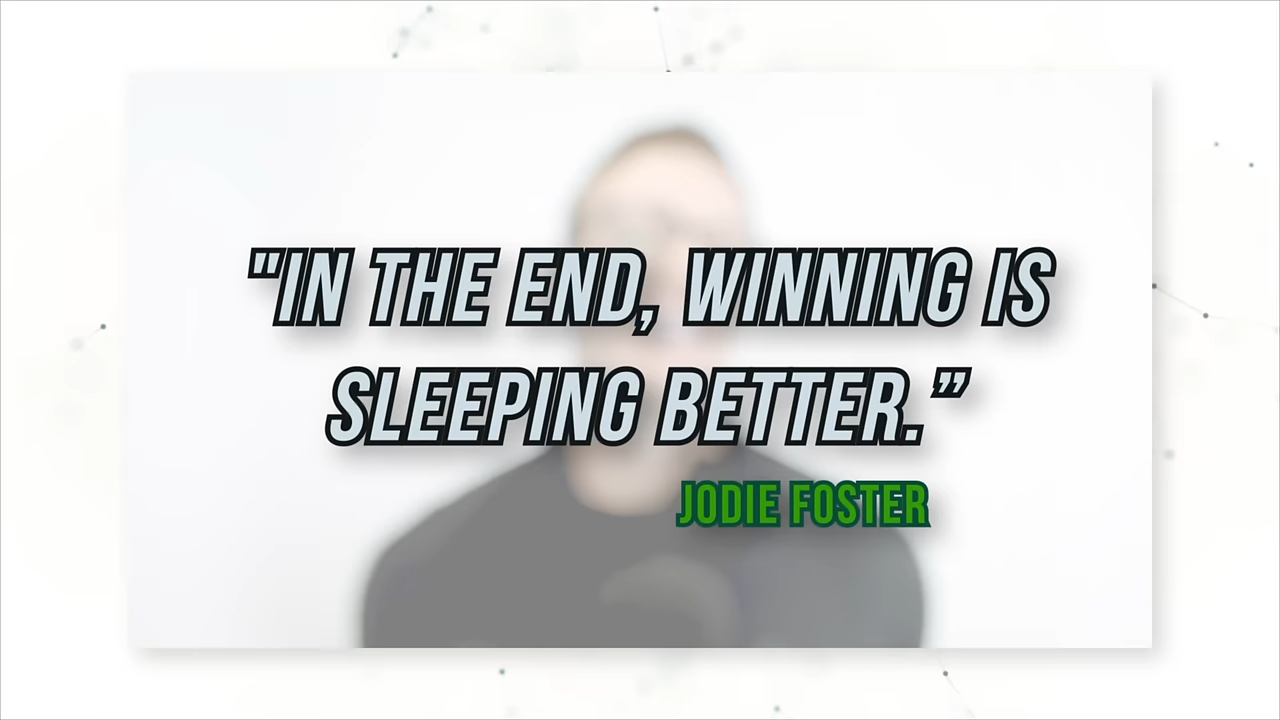 "IN THE END, WINNING IS
SLEEPING BETTER.”
JODIE FOSTER